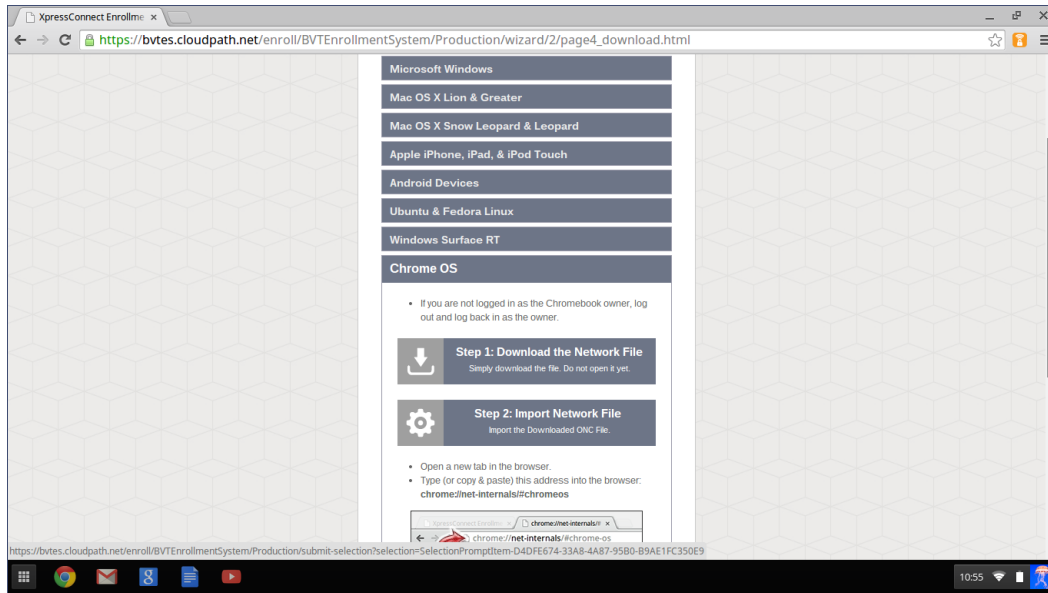 XpressConnect Enrollme
https://bvtes.cloudpath.net/enroll/BVTEnrollmentSystem/Production/wizard/2/page4_download.html
Microsoft Windows
Mac OS X Lion & Greater
Mac OS X Snow Leopard & Leopard
Apple iPhone, iPad, & iPod Touch
Android Devices
Ubuntu & Fedora Linux
Windows Surface RT
Chrome OS
• If you are not logged in as the Chromebook owner, log
out and log back in as the owner.
Step 1: Download the Network File
Simply download the file. Do not open it yet.
Step 2: Import Network File
Import the Downloaded ONC File.
• Open a new tab in the browser.
• Type (or copy & paste) this address into the browser:
chrome://net-internals/#chromeos
XpressConnect Enrollme chrome://net-internals/#
chrome://net-internals/#chrome-os
https://bvtes.cloudpath.net/enroll/BVTEnrollmentSystem/Production/submit-selection?selection=SelectionPromptItem-D4DFE674-33A8-4A87-95B0-B9AE1FC350E9
8
10:55